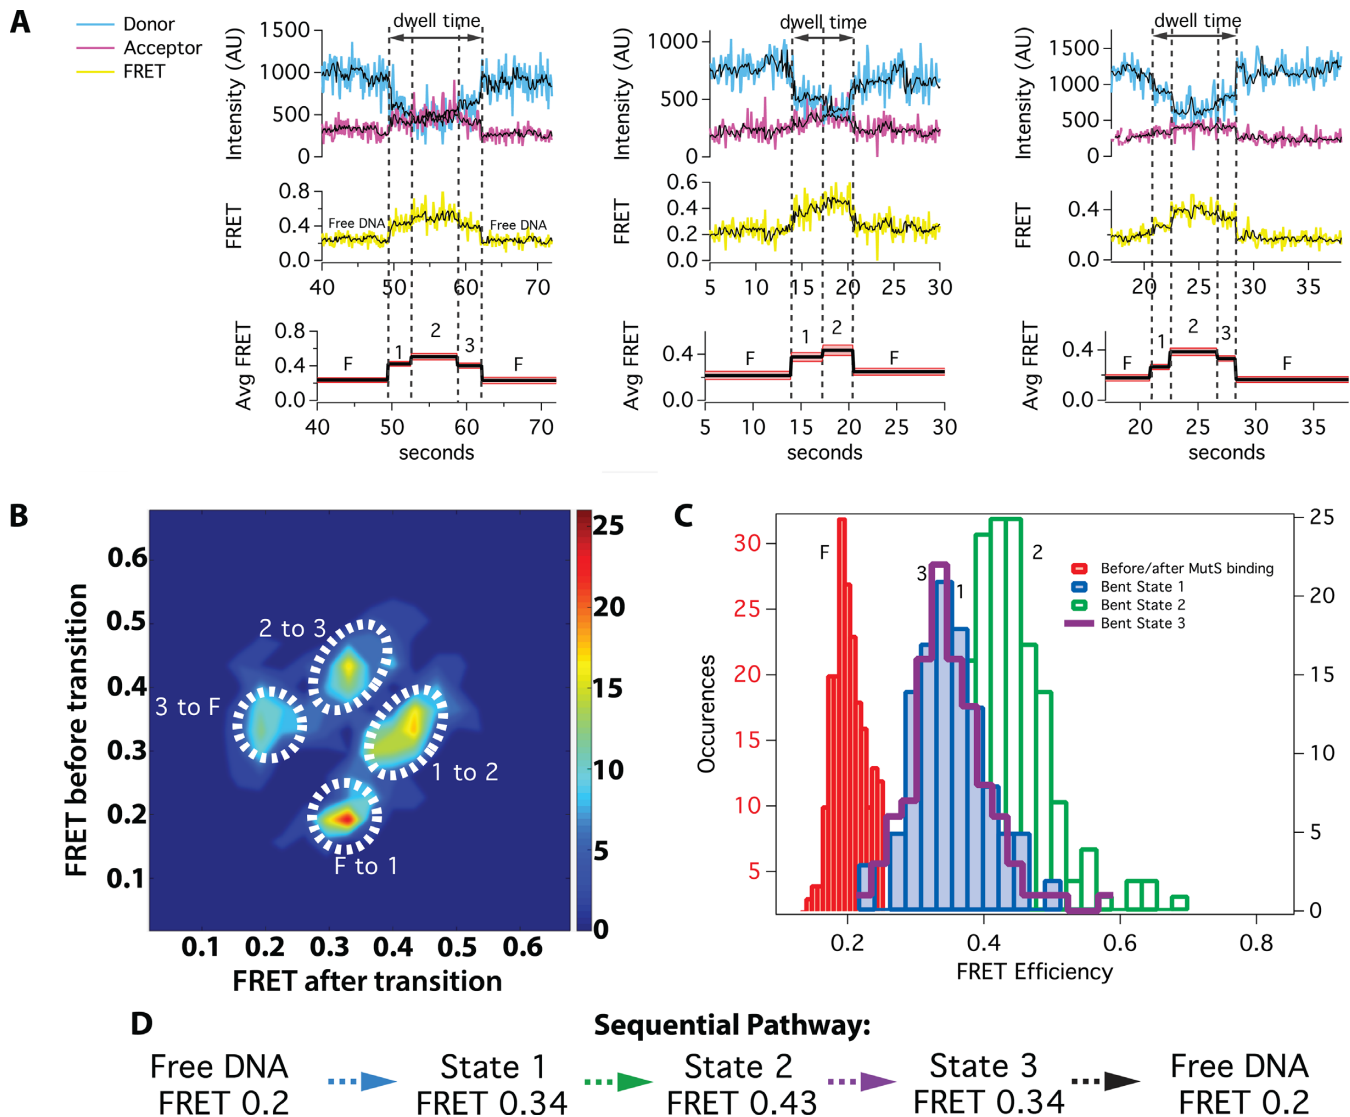 A
Donor
Acceptor
FRET
dwell time
1500
1000
500
0
Intensity (AU)
dwell time
1000
500
0
Intensity (AU)
dwell time
1500
1000
500
0
Intensity (AU)
0.8
0.4
0.0
FRET
Free DNA
Free DNA
40 50 60 70
0.6
0.4
0.2
0.0
FRET
5 10 15 20 25 30
0.4
0.0
FRET
20 25 30 35
0.8
0.4
0.0
Avg FRET
F 1 2 3 F
40 50 60 70
seconds
0.4
0.0
Avg FRET
F 1 2 F
5 10 15 20 25 30
seconds
0.4
0.0
Avg FRET
F 1 2 3 F
20 25 30 35
seconds
B
0.6
0.5
0.4
0.3
0.2
0.1
FRET before transition
2 to 3
3 to F
1 to 2
F to 1
0.1 0.2 0.3 0.4 0.5 0.6
FRET after transition
25
20
15
10
5
0
C
30
25
20
15
10
5
Occurences
F
3
1
2
Before/after MutS binding
Bent State 1
Bent State 2
Bent State 3
25
20
15
10
5
0
0.2 0.4 0.6 0.8
FRET Efficiency
D
Sequential Pathway:
Free DNA State 1 State 2 State 3 Free DNA
FRET 0.2 FRET 0.34 FRET 0.43 FRET 0.34 FRET 0.2